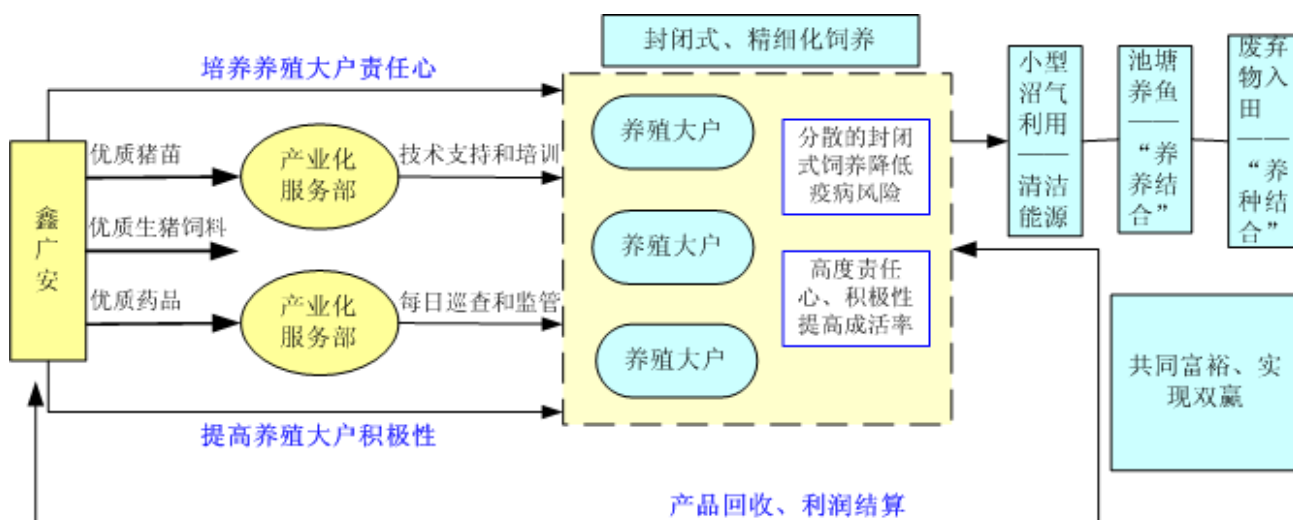 封闭式、精细化饲养
培养养殖大户责任心
鑫
广
安
优质猪苗
优质生猪饲料
优质药品
产业化
服务部
产业化
服务部
技术支持和培训
每日巡查和监管
提高养殖大户积极性
养殖大户
养殖大户
养殖大户
分散的封闭
式饲养降低
疫病风险
高度责任
心、积极性
提高成活率
小型
沼气
利用
——
清洁
能源
池塘
养鱼
——
“养
养结
合”
废弃
物入
田
——
“养
种结
合”
共同富裕、实
现双赢
产品回收、利润结算